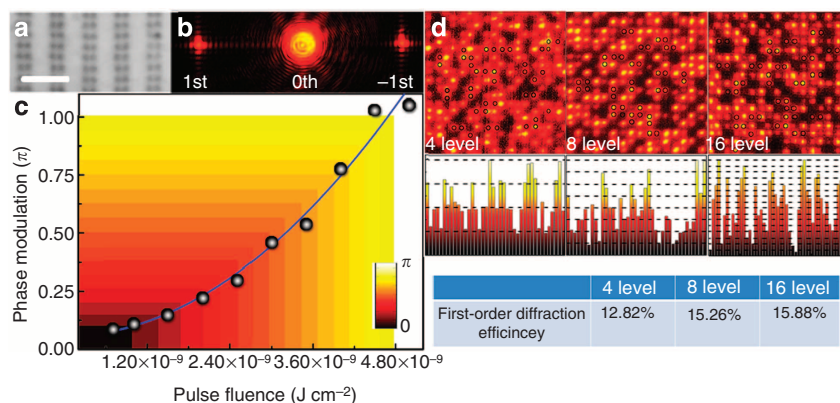 a
b
1st
0th
–1st
c
1.00
0.75
0.50
0.25
0.00
Phase modulation (π)
π
0
1.20×10⁻⁹
2.40×10⁻⁹
3.60×10⁻⁹
4.80×10⁻⁹
Pulse fluence (J cm⁻²)
d
4 level
8 level
16 level
4 level 8 level 16 level
First-order diffraction 12.82% 15.26% 15.88%
efficincey